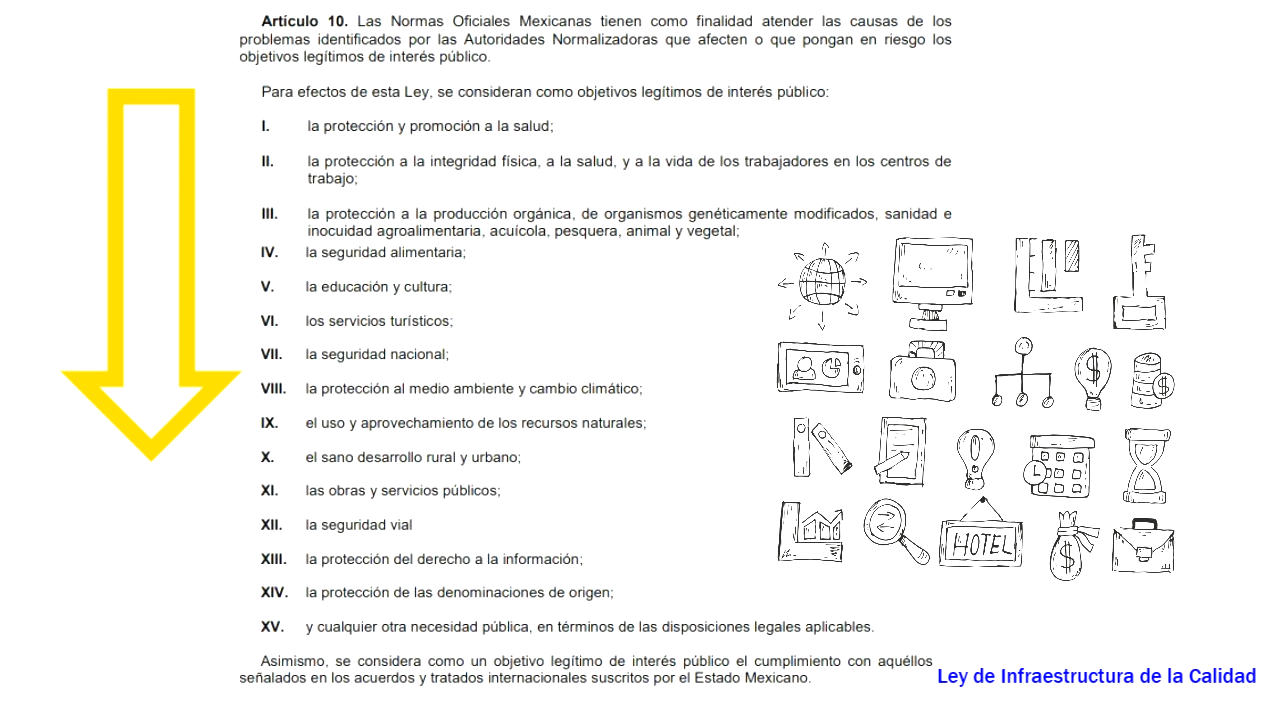 Artículo 10. Las Normas Oficiales Mexicanas tienen como finalidad atender las causas de los
problemas identificados por las Autoridades Normalizadoras que afecten o que pongan en riesgo los
objetivos legítimos de interés público.
Para efectos de esta Ley, se consideran como objetivos legítimos de interés público:
I. la protección y promoción a la salud;
II. la protección a la integridad física, a la salud, y a la vida de los trabajadores en los centros de
trabajo;
III. la protección a la producción orgánica, de organismos genéticamente modificados, sanidad e
inocuidad agroalimentaria, acuícola, pesquera, animal y vegetal;
IV. la seguridad alimentaria;
V. la educación y cultura;
VI. los servicios turísticos;
VII. la seguridad nacional;
VIII. la protección al medio ambiente y cambio climático;
IX. el uso y aprovechamiento de los recursos naturales;
X. el sano desarrollo rural y urbano;
XI. las obras y servicios públicos;
XII. la seguridad vial
XIII. la protección del derecho a la información;
XIV. la protección de las denominaciones de origen;
XV. y cualquier otra necesidad pública, en términos de las disposiciones legales aplicables.
Asimismo, se considera como un objetivo legítimo de interés público el cumplimiento con aquéllos
señalados en los acuerdos y tratados internacionales suscritos por el Estado Mexicano.
$
$
HOTEL
$
Ley de Infraestructura de la Calidad